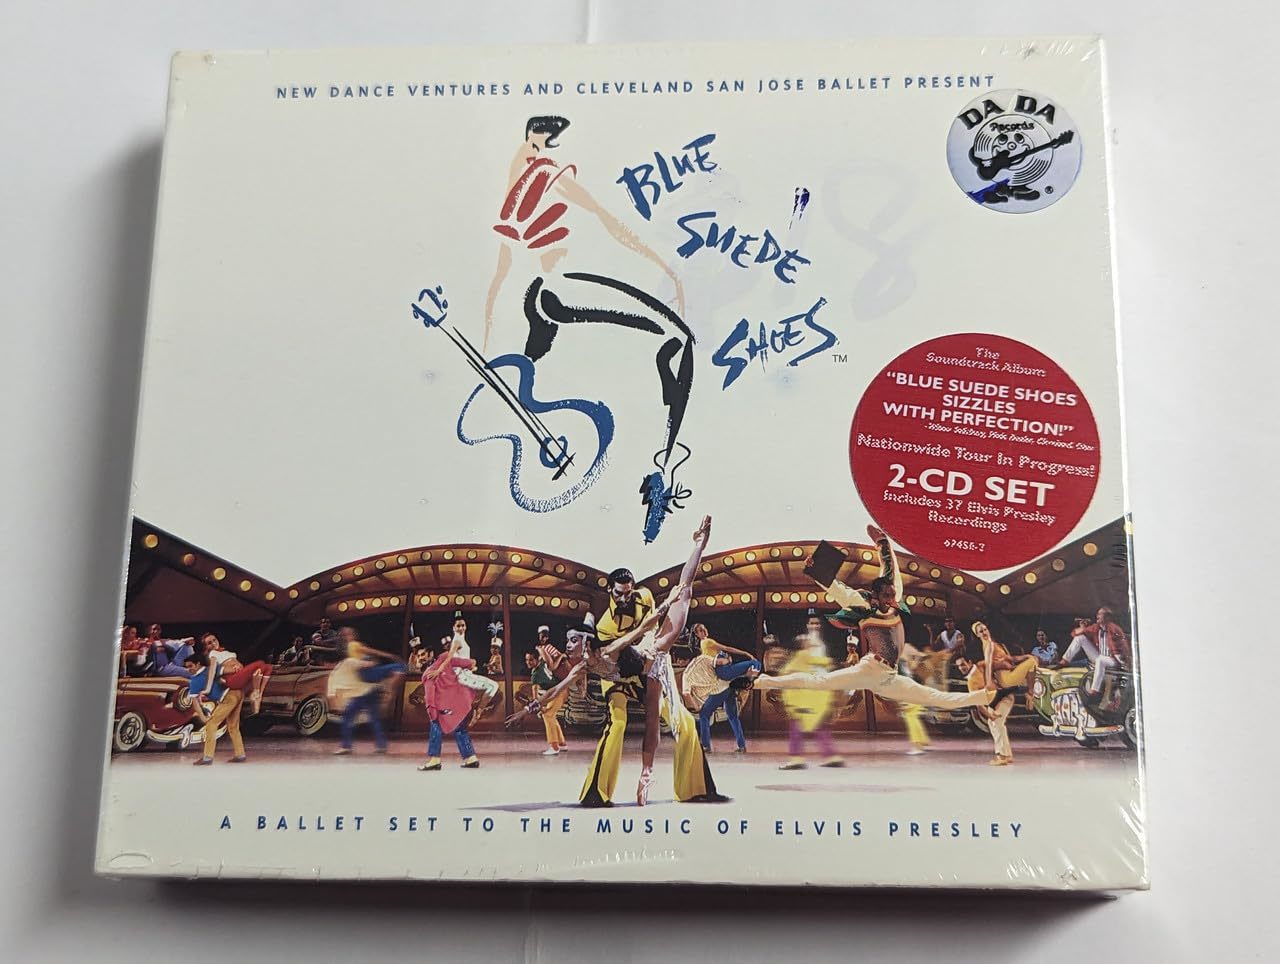 NEW DANCE VENTURES AND CLEVELAND SAN JOSE BALLET PRESENT
DA DA
Records
®
BLUE
SUEDE
SHOES
TM
The
Soundtrack Album:
"BLUE SUEDE SHOES
SIZZLES
WITH PERFECTION!"
Nationwide Tour In Progress!
2-CD SET
Includes 37 Elvis Presley
Recordings
A BALLET SET TO THE MUSIC OF ELVIS PRESLEY